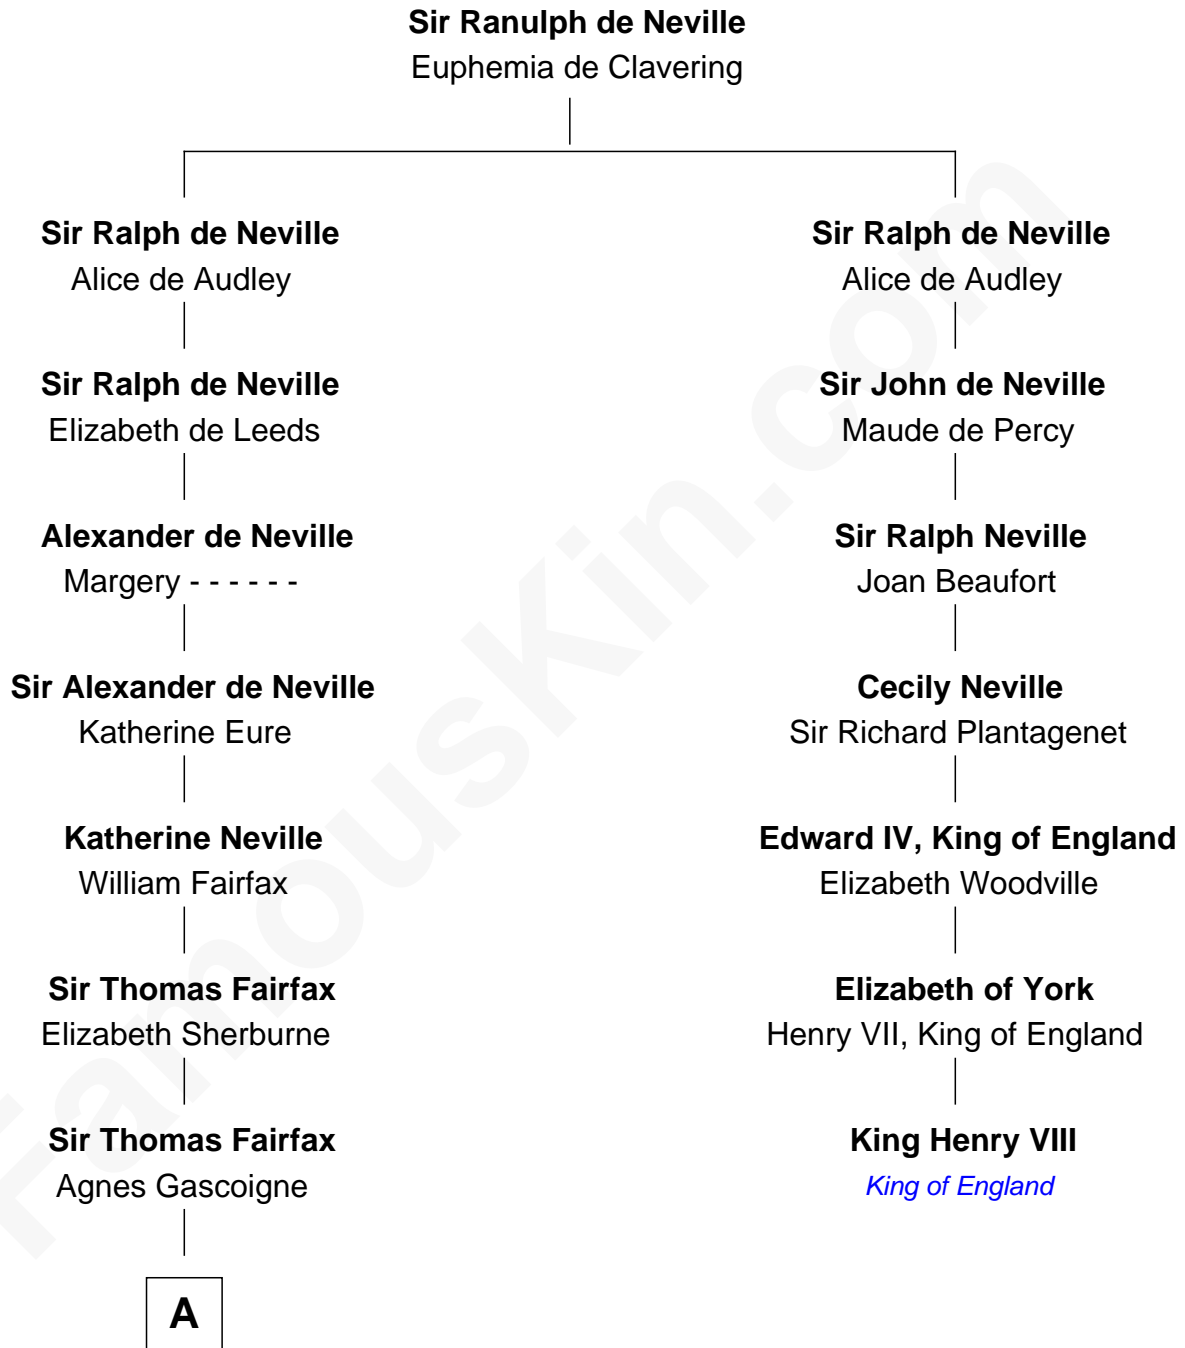 Sir Ranulph de Neville
Euphemia de Clavering
Sir Ralph de Neville
Alice de Audley
Sir Ralph de Neville
Elizabeth de Leeds
Alexander de Neville
Margery - - - - - -
Sir Alexander de Neville
Katherine Eure
Katherine Neville
William Fairfax
Sir Thomas Fairfax
Elizabeth Sherburne
Sir Thomas Fairfax
Agnes Gascoigne
A
Sir Ralph de Neville
Alice de Audley
Sir John de Neville
Maude de Percy
Sir Ralph Neville
Joan Beaufort
Cecily Neville
Sir Richard Plantagenet
Edward IV, King of England
Elizabeth Woodville
Elizabeth of York
Henry VII, King of England
King Henry VIII
King of England
FamousKin.com